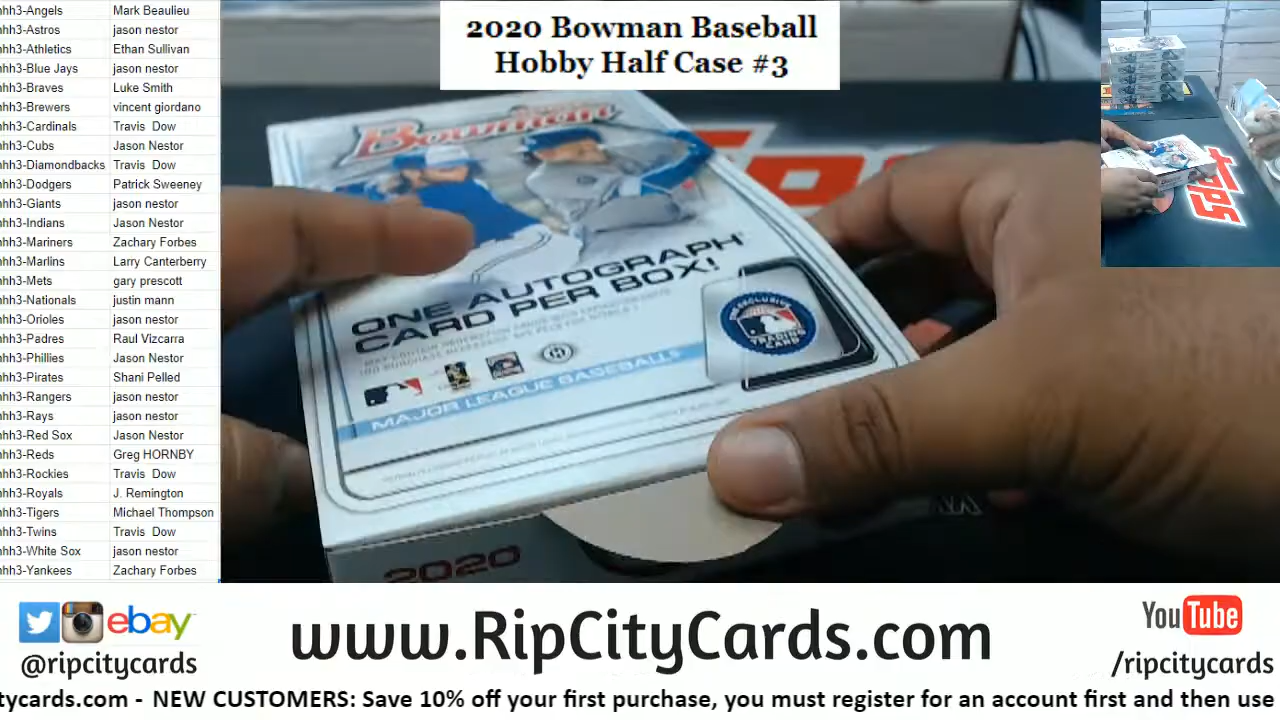 hh3-Angels Mark Beaulieu
hh3-Astros jason nestor
hh3-Athletics Ethan Sullivan
hh3-Blue Jays jason nestor
hh3-Braves Luke Smith
hh3-Brewers vincent giordano
hh3-Cardinals Travis Dow
hh3-Cubs Jason Nestor
hh3-Diamondbacks Travis Dow
hh3-Dodgers Patrick Sweeney
hh3-Giants jason nestor
hh3-Indians Jason Nestor
hh3-Mariners Zachary Forbes
hh3-Marlins Larry Canterberry
hh3-Mets gary prescott
hh3-Nationals justin mann
hh3-Orioles jason nestor
hh3-Padres Raul Vizcarra
hh3-Phillies Jason Nestor
hh3-Pirates Shani Pelled
hh3-Rangers jason nestor
hh3-Rays jason nestor
hh3-Red Sox Jason Nestor
hh3-Reds Greg HORNBY
hh3-Rockies Travis Dow
hh3-Royals J. Remington
hh3-Tigers Michael Thompson
hh3-Twins Travis Dow
hh3-White Sox jason nestor
hh3-Yankees Zachary Forbes
2020 Bowman Baseball
Hobby Half Case #3
Bowman
ONE AUTOGRAPH
CARD PER BOX!
EXCLUSIVE
TRADING
CARD
MAJOR LEAGUE BASEBALL®
2020
Topps
ebay
@ripcitycards
www.RipCityCards.com
YouTube
/ripcitycards
tycards.com - NEW CUSTOMERS: Save 10% off your first purchase, you must register for an account first and then use